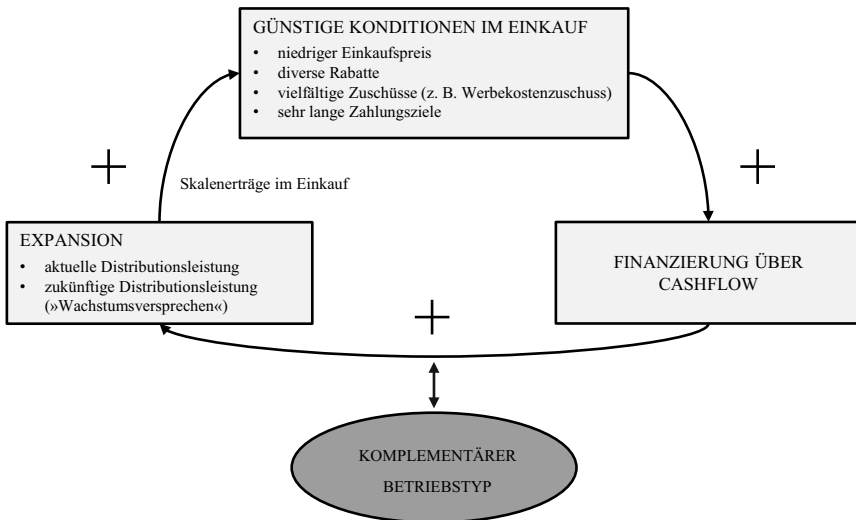 GÜNSTIGE KONDITIONEN IM EINKAUF
• niedriger Einkaufspreis
• diverse Rabatte
• vielfältige Zuschüsse (z. B. Werbekostenzuschuss)
• sehr lange Zahlungsziele
Skalenerträge im Einkauf
EXPANSION
• aktuelle Distributionsleistung
• zukünftige Distributionsleistung
(»Wachstumsversprechen«)
FINANZIERUNG ÜBER
CASHFLOW
KOMPLEMENTÄRER
BETRIEBSTYP